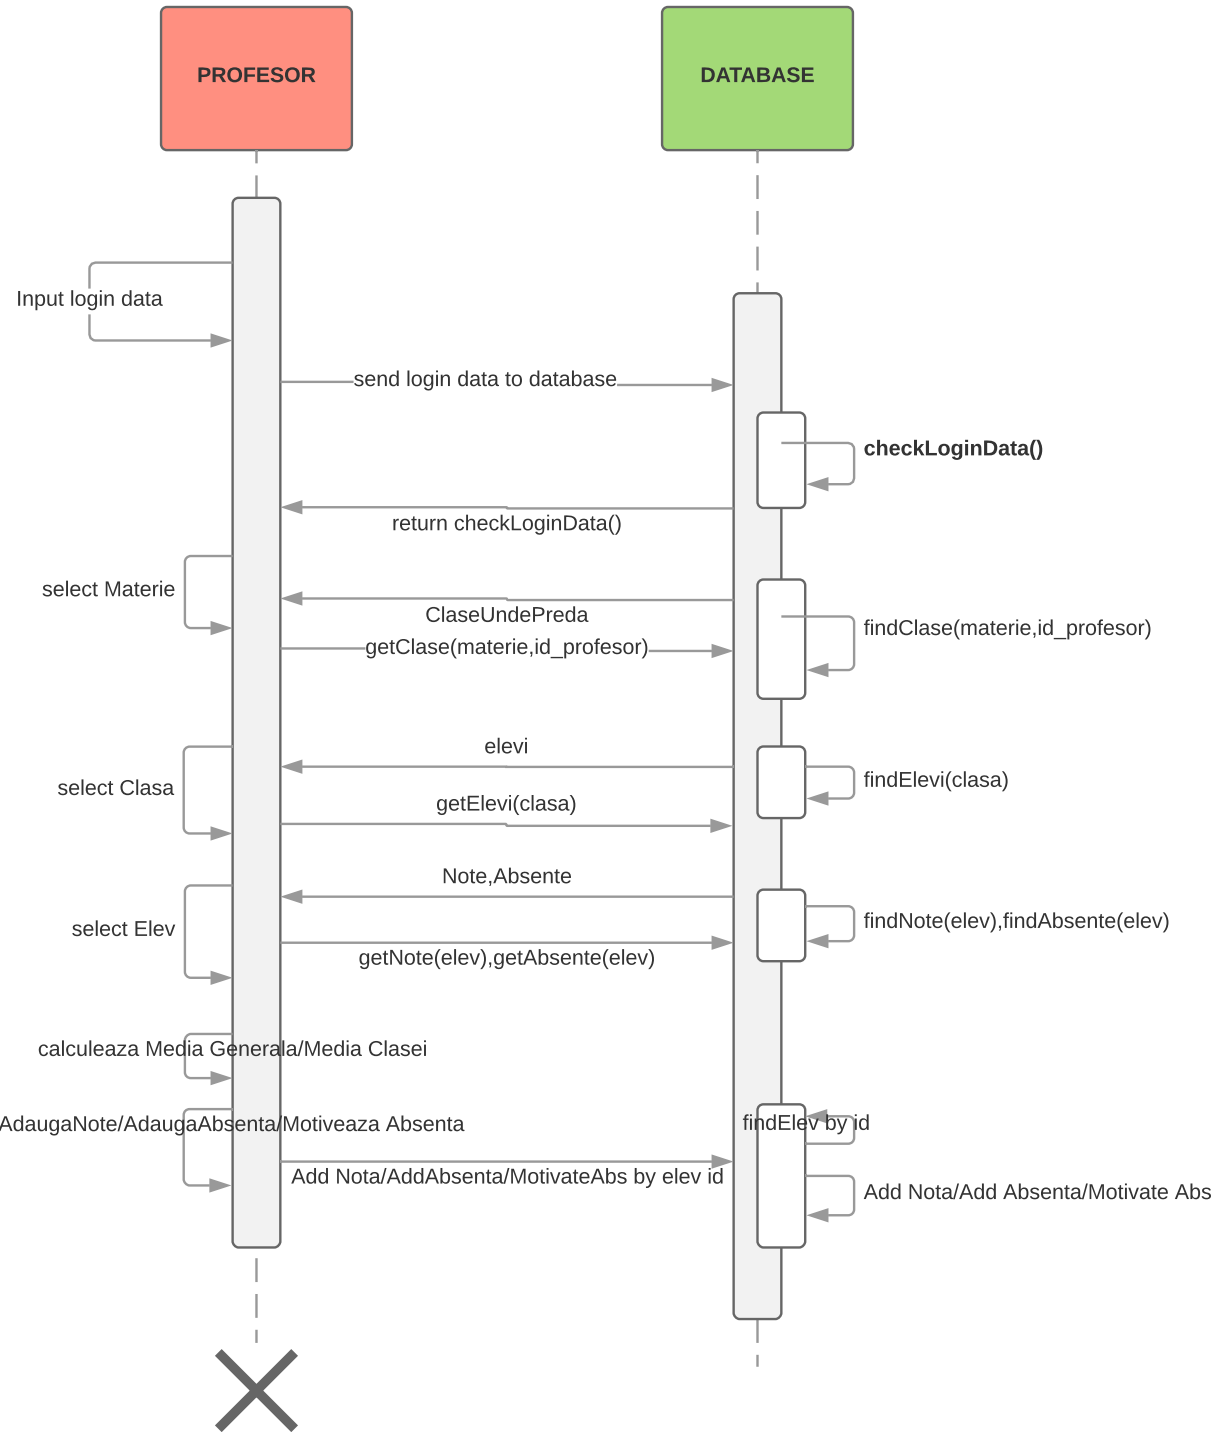 PROFESOR
DATABASE
Input login data
send login data to database
checkLoginData()
return checkLoginData()
select Materie
ClaseUndePreda
findClase(materie,id_profesor)
getClase(materie,id_profesor)
elevi
select Clasa
findElevi(clasa)
getElevi(clasa)
Note,Absente
select Elev
findNote(elev),findAbsente(elev)
getNote(elev),getAbsente(elev)
calculeaza Media Generala/Media Clasei
AdaugaNote/AdaugaAbsenta/Motiveaza Absenta
findElev by id
Add Nota/AddAbsenta/MotivateAbs by elev id
Add Nota/Add Absenta/Motivate Abs